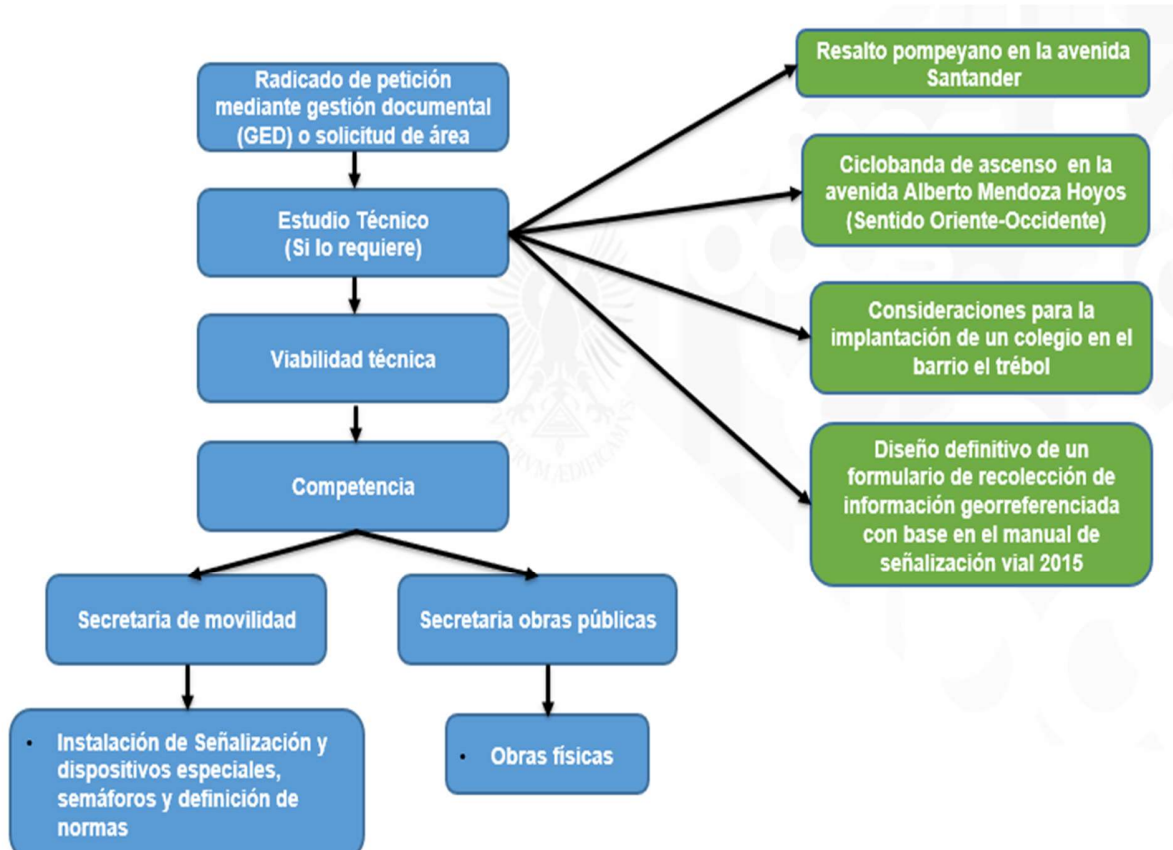 Radicado de petición
mediante gestión documental
(GED) o solicitud de área
Estudio Técnico
(Si lo requiere)
Viabilidad técnica
Competencia
Secretaria de movilidad
Secretaria obras públicas
• Instalación de Señalización y
dispositivos especiales,
semáforos y definición de
normas
• Obras físicas
Resalto pompeyano en la avenida
Santander
Ciclobanda de ascenso en la
avenida Alberto Mendoza Hoyos
(Sentido Oriente-Occidente)
Consideraciones para la
implantación de un colegio en el
barrio el trébol
Diseño definitivo de un
formulario de recolección de
información georreferenciada
con base en el manual de
señalización vial 2015